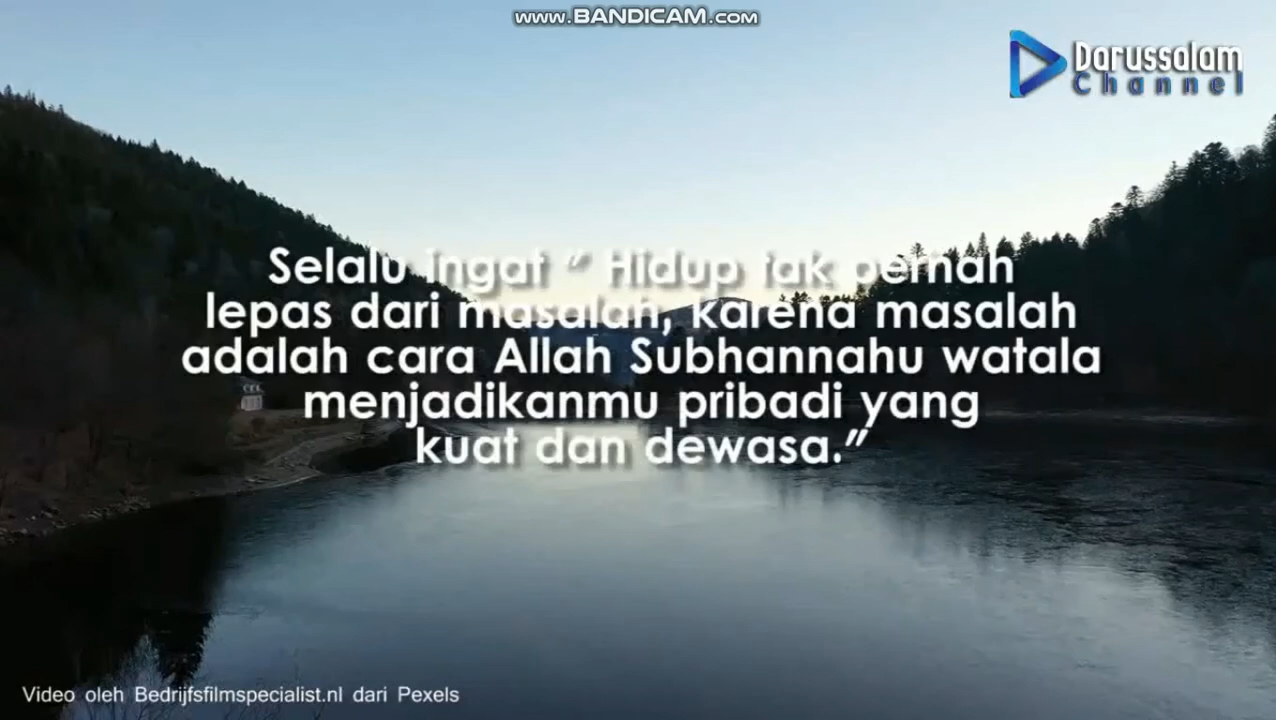 www.BANDICAM.com
Darussalam
Channel
Selalu ingat “ Hidup tak pernah
lepas dari masalah, karena masalah
adalah cara Allah Subhannahu watala
menjadikanmu pribadi yang
kuat dan dewasa.”
Video oleh Bedrijfsfilmspecialist.nl dari Pexels